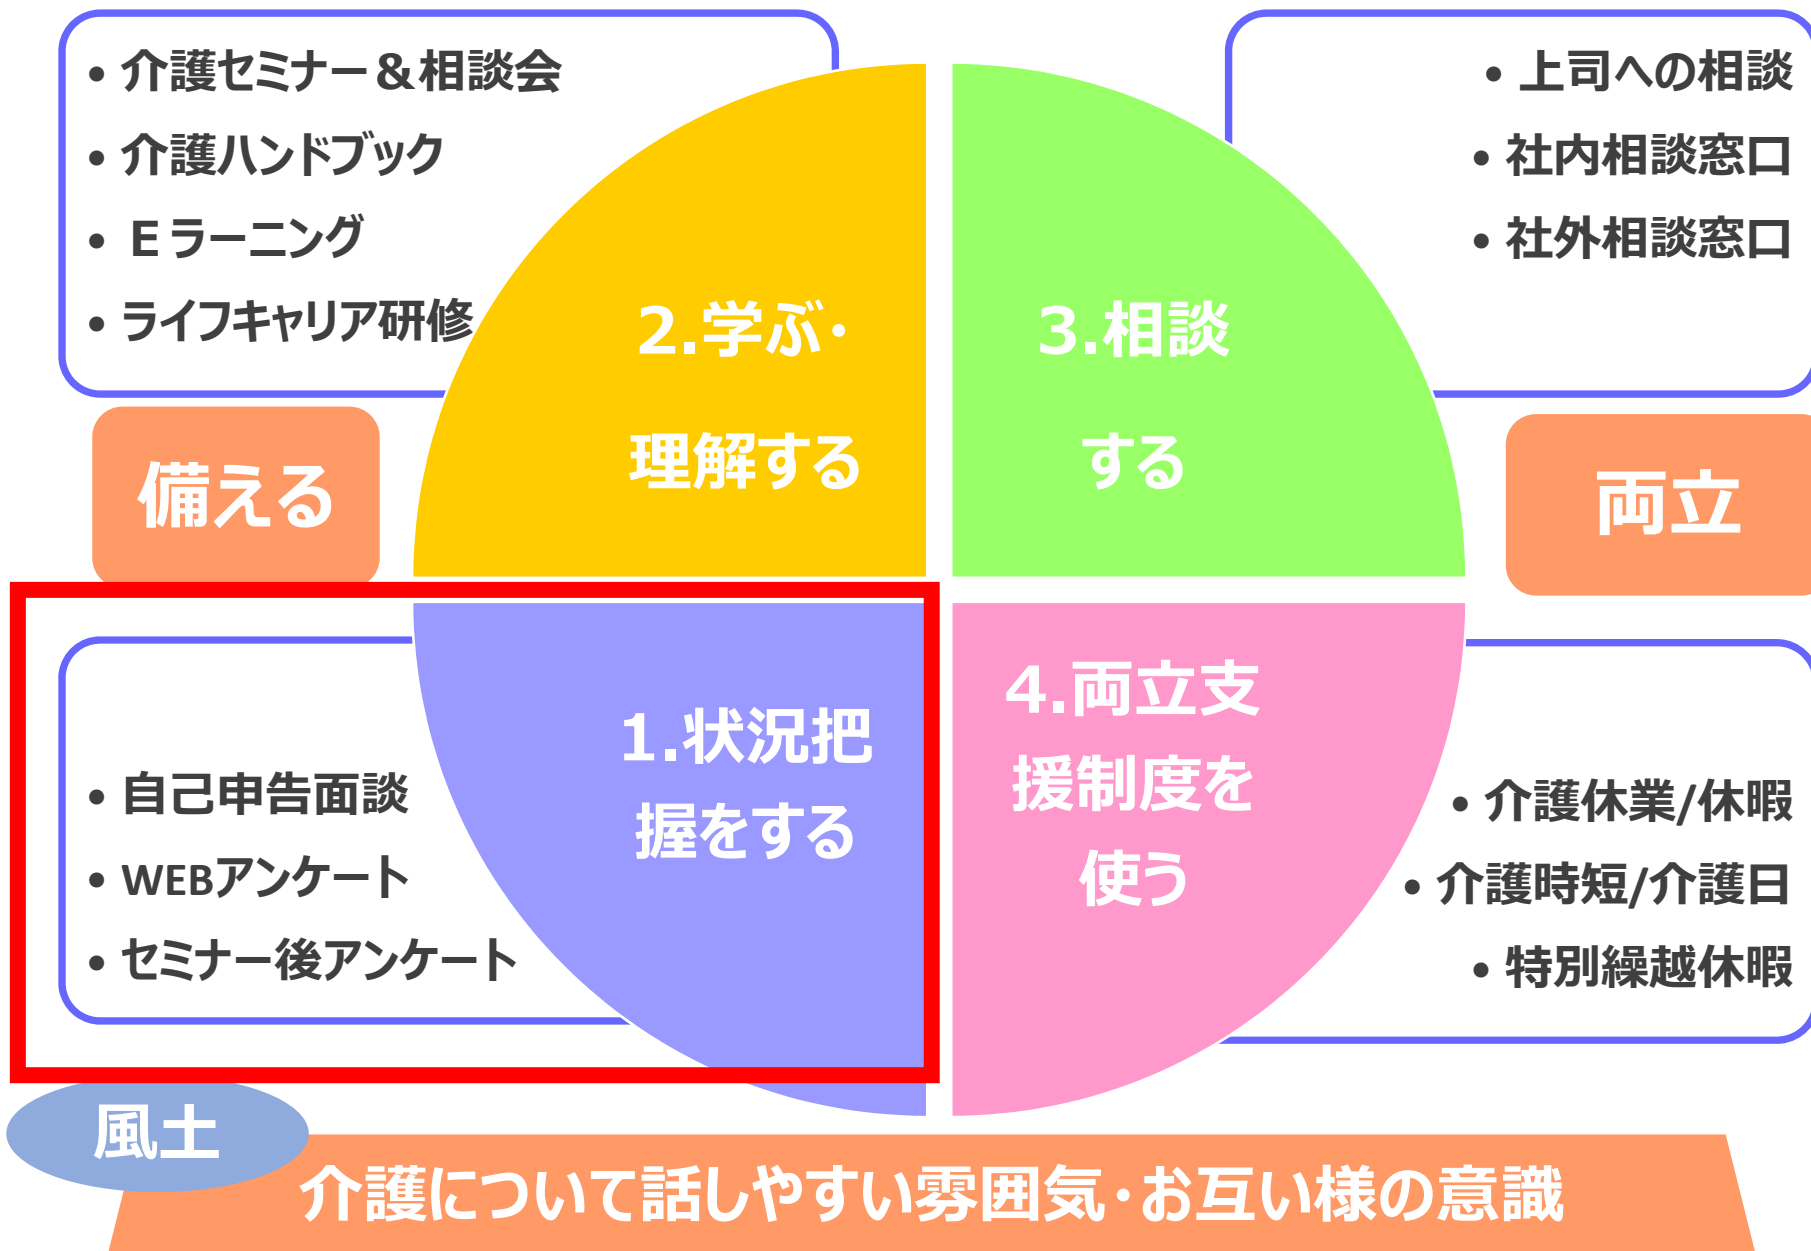 • 介護セミナー＆相談会
• 介護ハンドブック
• Ｅラーニング
• ライフキャリア研修
2.学ぶ・
理解する
備える
• 上司への相談
• 社内相談窓口
• 社外相談窓口
3.相談
する
両立
1.状況把
握をする
• 自己申告面談
• WEBアンケート
• セミナー後アンケート
4.両立支
援制度を
使う
• 介護休業/休暇
• 介護時短/介護日
• 特別繰越休暇
風土
介護について話しやすい雰囲気・お互い様の意識